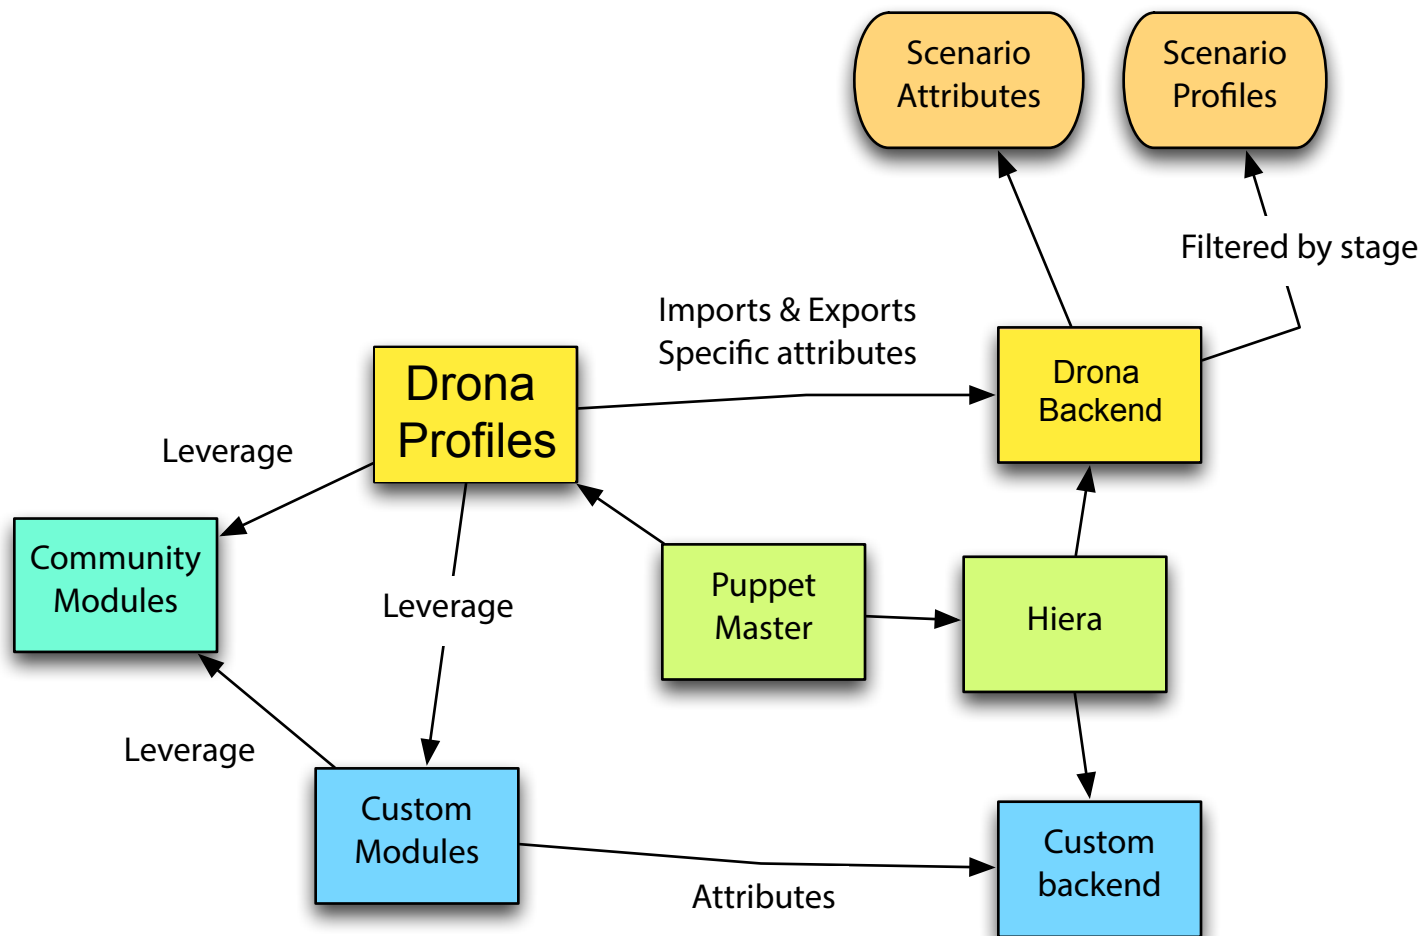 Scenario
Attributes
Scenario
Profiles
Filtered by stage
Imports & Exports
Specific attributes
Drona
Profiles
Drona
Backend
Leverage
Community
Modules
Leverage
Puppet
Master
Hiera
Leverage
Custom
Modules
Attributes
Custom
backend